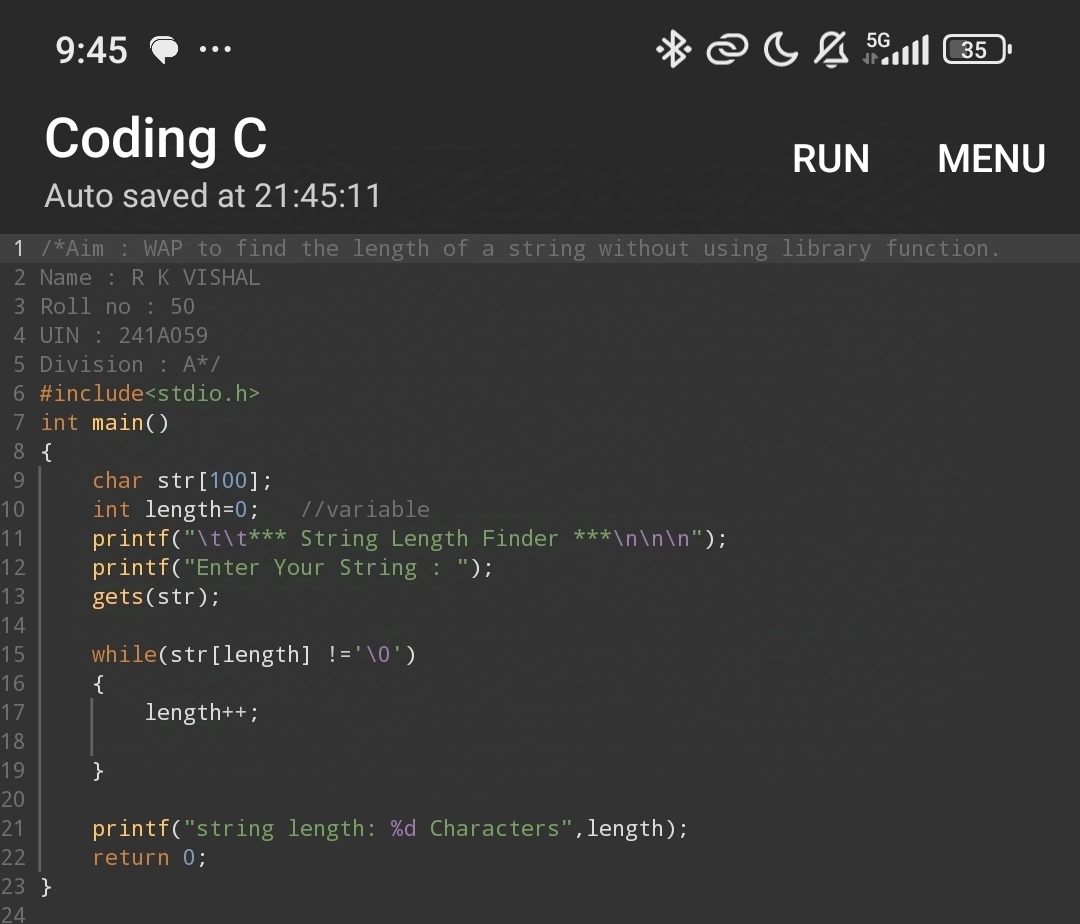 9:45 5G 35
Coding C
RUN MENU
Auto saved at 21:45:11
1 /*Aim : WAP to find the length of a string without using library function.
2 Name : R K VISHAL
3 Roll no : 50
4 UIN : 241A059
5 Division : A*/
6 #include<stdio.h>
7 int main()
8 {
9     char str[100];
10     int length=0;   //variable
11     printf("\t\t*** String Length Finder ***\n\n\n");
12     printf("Enter Your String : ");
13     gets(str);
14
15     while(str[length] !='\0')
16     {
17         length++;
18
19     }
20
21     printf("string length: %d Characters",length);
22     return 0;
23 }
24